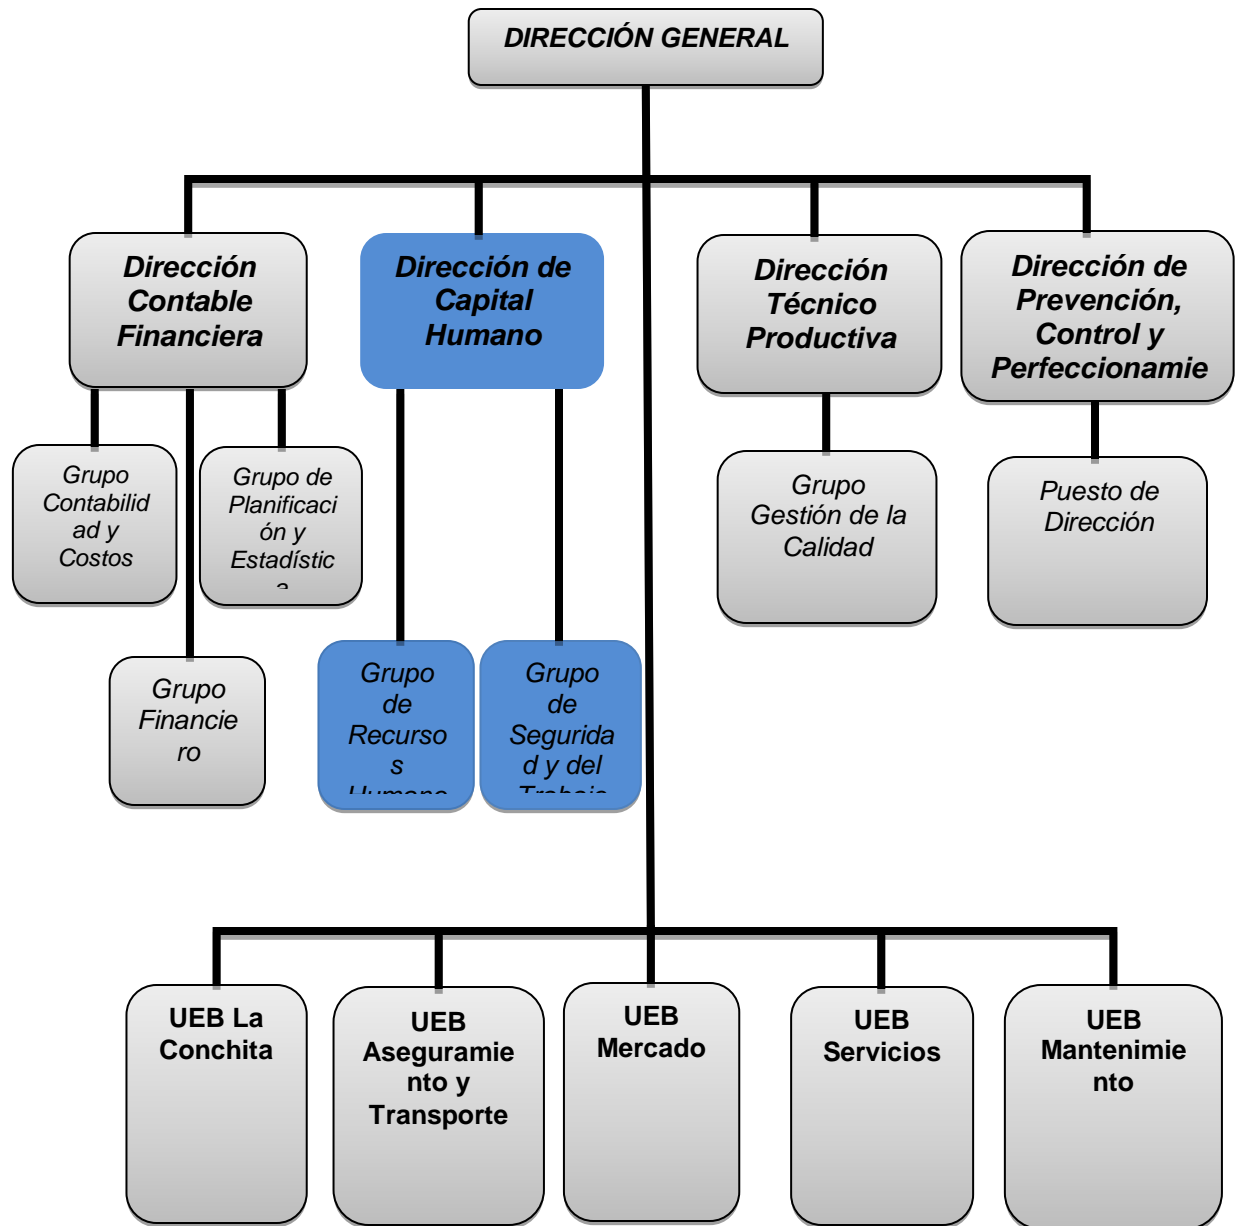 DIRECCIÓN GENERAL
Dirección
Contable
Financiera
Dirección de
Capital
Humano
Dirección
Técnico
Productiva
Dirección de
Prevención,
Control y
Perfeccionamie
Grupo
Contabilid
ad y
Costos
Grupo de
Planificaci
ón y
Estadístic
a
Grupo
Gestión de la
Calidad
Puesto de
Dirección
Grupo
Financie
ro
Grupo
de
Recurso
s
Humano
Grupo
de
Segurida
d y del
Trabajo
UEB La
Conchita
UEB
Aseguramie
nto y
Transporte
UEB
Mercado
UEB
Servicios
UEB
Mantenimie
nto